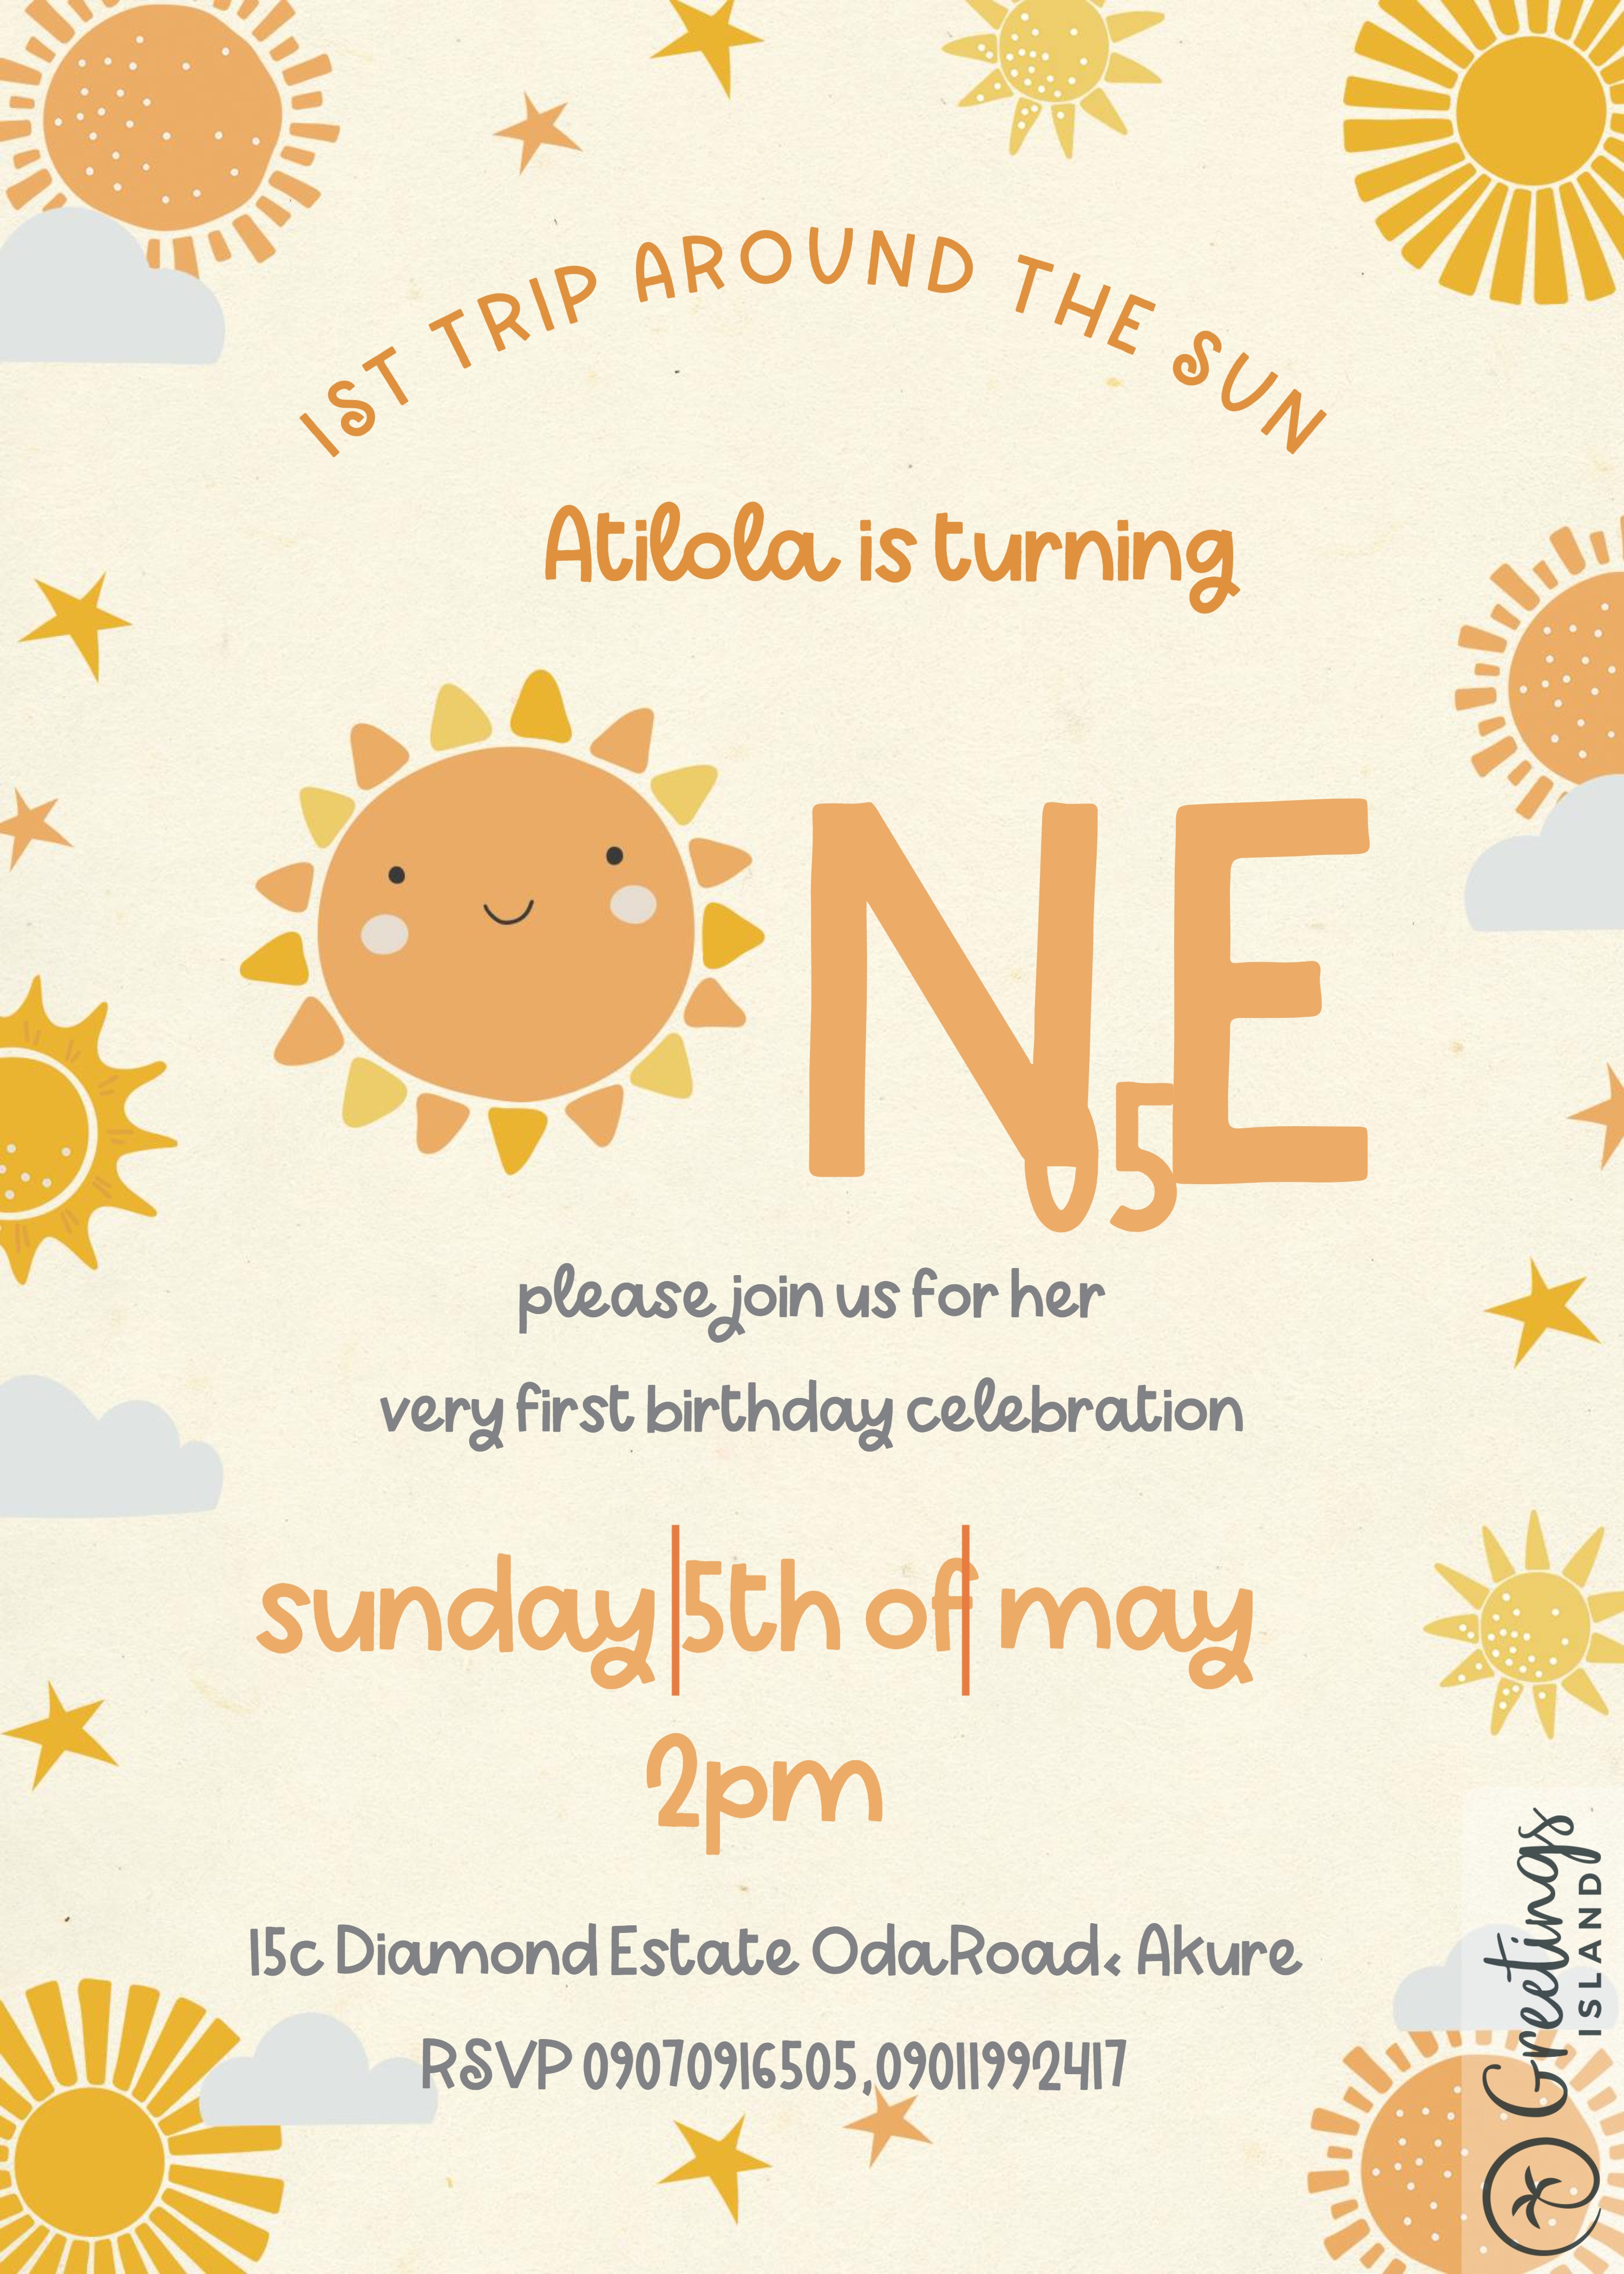 1ST TRIP AROUND THE SUN
Atilola is turning
NE
05
please join us for her
very first birthday celebration
sunday 5th of may
2pm
15c Diamond Estate Oda Road, Akure
RSVP 09070916505,09011992417
Greetings
ISLAND